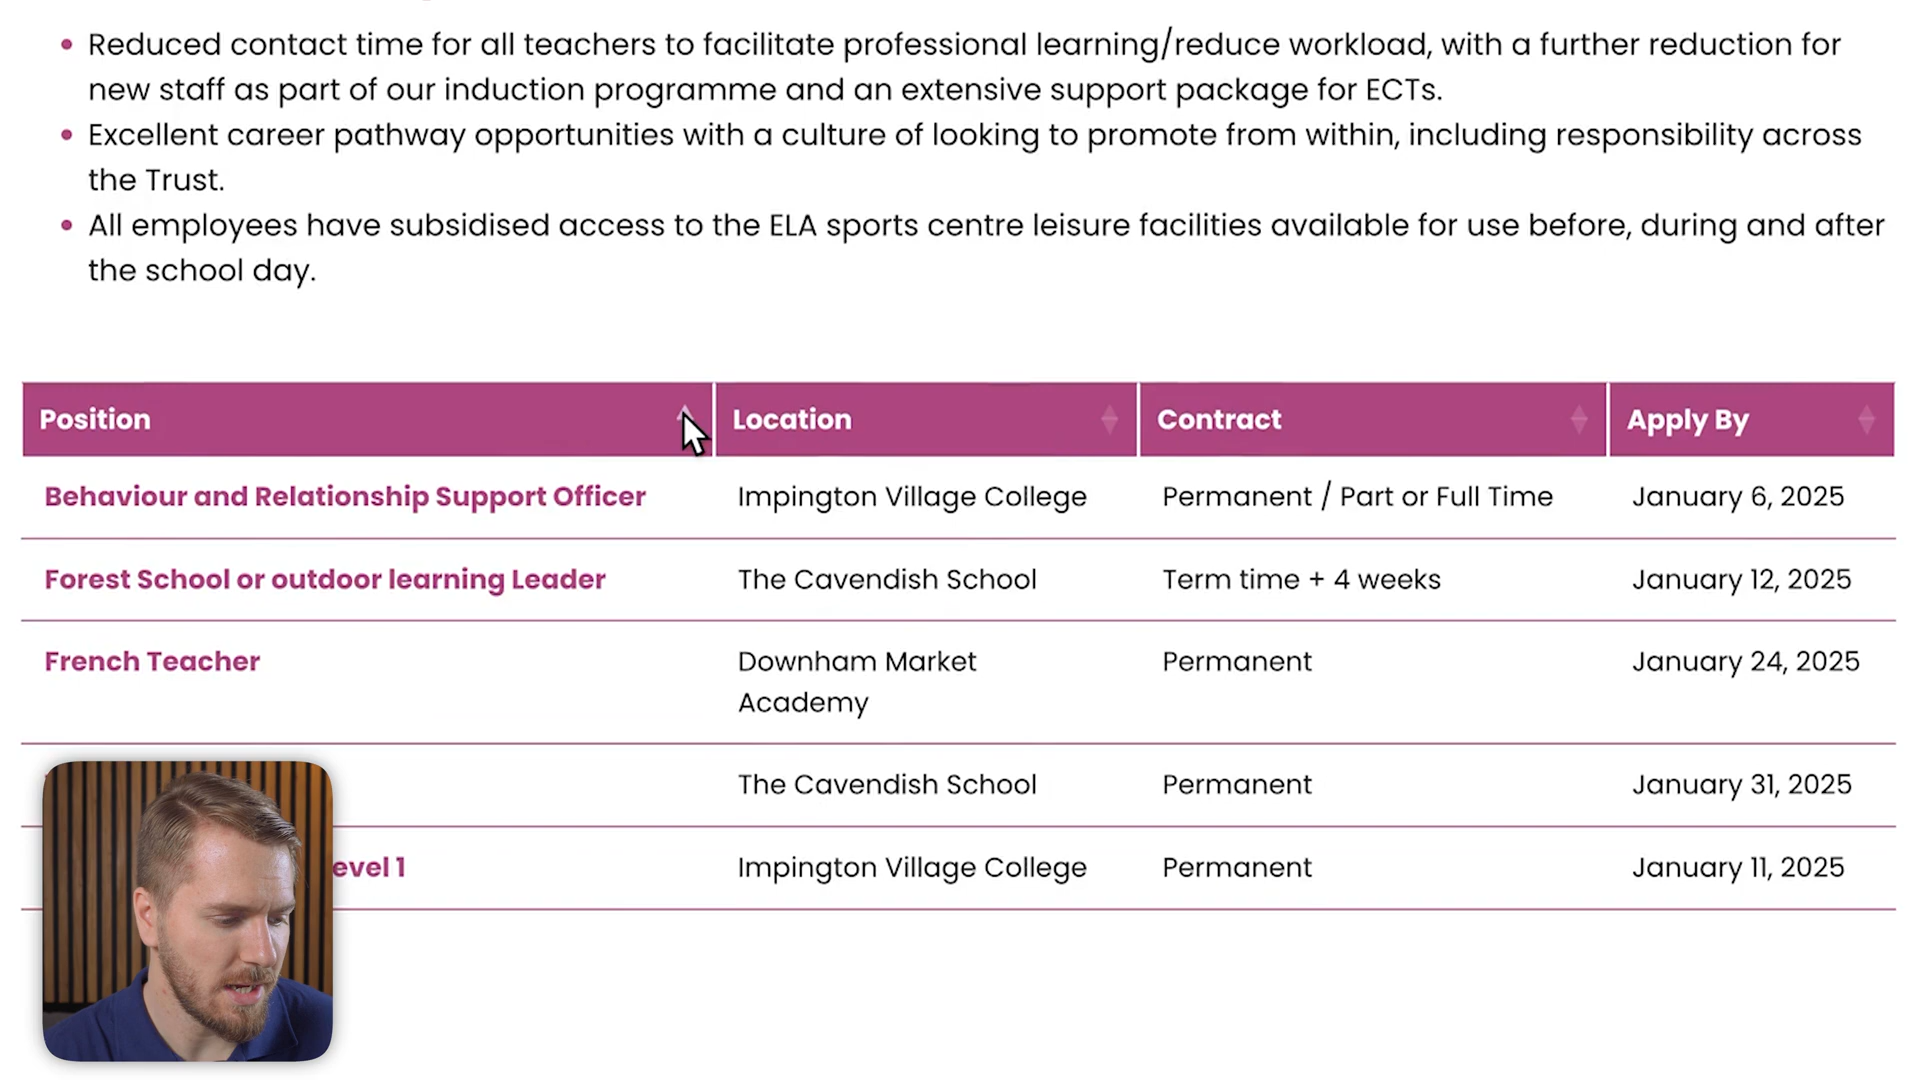 Reduced contact time for all teachers to facilitate professional learning/reduce workload, with a further reduction for
new staff as part of our induction programme and an extensive support package for ECTs.
Excellent career pathway opportunities with a culture of looking to promote from within, including responsibility across
the Trust.
All employees have subsidised access to the ELA sports centre leisure facilities available for use before, during and after
the school day.
Position Location Contract Apply By
Behaviour and Relationship Support Officer Impington Village College Permanent / Part or Full Time January 6, 2025
Forest School or outdoor learning Leader The Cavendish School Term time + 4 weeks January 12, 2025
French Teacher Downham Market Permanent January 24, 2025
Academy
The Cavendish School Permanent January 31, 2025
1 Impington Village College Permanent January 11, 2025